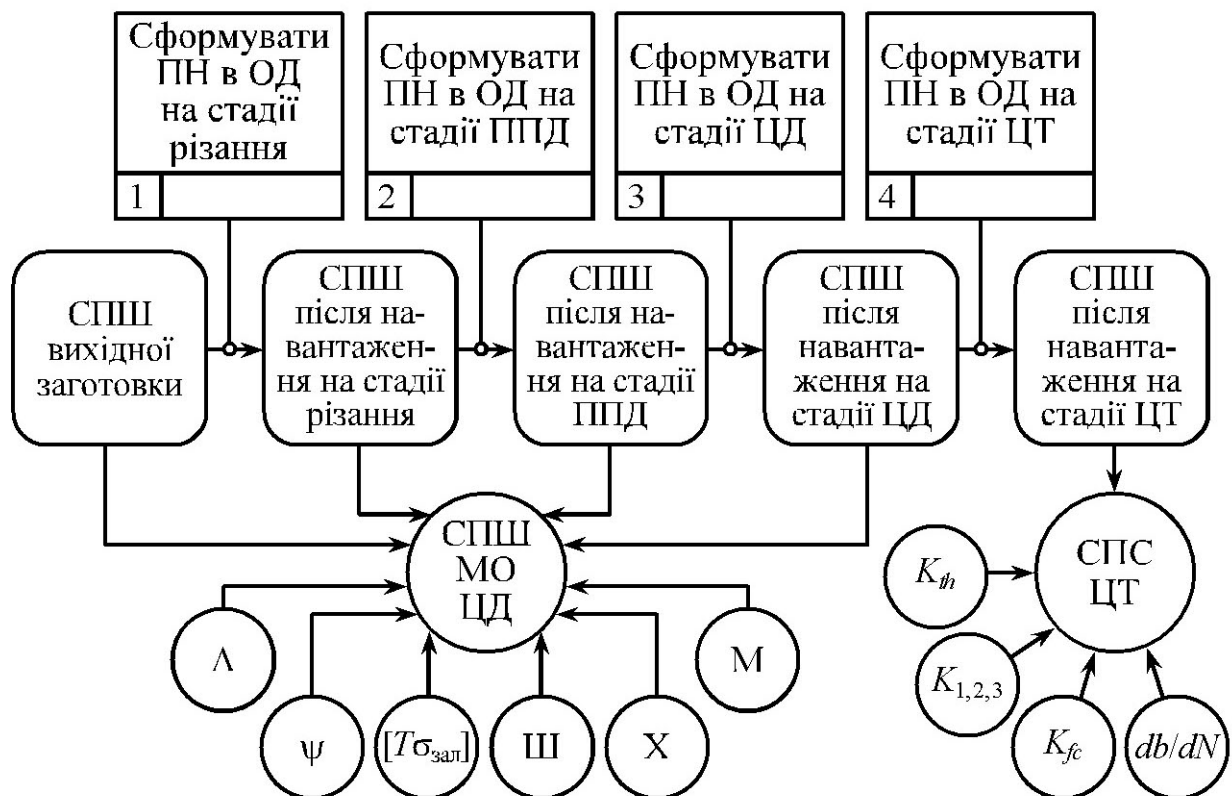 Сформувати
ПН в ОД
на стадії
різання
1
Сформувати
ПН в ОД на
стадії ППД
2
Сформувати
ПН в ОД на
стадії ЦД
3
Сформувати
ПН в ОД на
стадії ЦТ
4
СПШ
вихідної
заготовки
СПШ
після на-
вантажен-
ня на стадії
різання
СПШ
після на-
вантажен-
ня на стадії
ППД
СПШ
після
наванта-
ження на
стадії ЦД
СПШ
після
наванта-
ження на
стадії ЦТ
СПШ
МО
ЦД
Λ
ψ
[Tσзал]
Ш
Х
М
СПС
ЦТ
Kth
K1,2,3
Kfc
db/dN